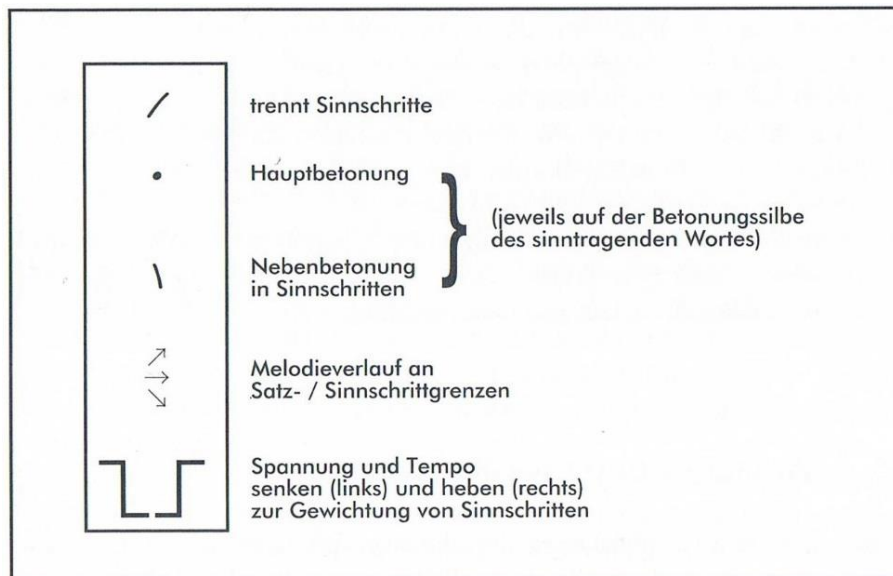 trennt Sinnschritte
Hauptbetonung
(jeweils auf der Betonungssilbe
des sinntragenden Wortes)
Nebenbetonung
in Sinnschritten
Melodieverlauf an
Satz- / Sinnschrittgrenzen
Spannung und Tempo
senken (links) und heben (rechts)
zur Gewichtung von Sinnschritten